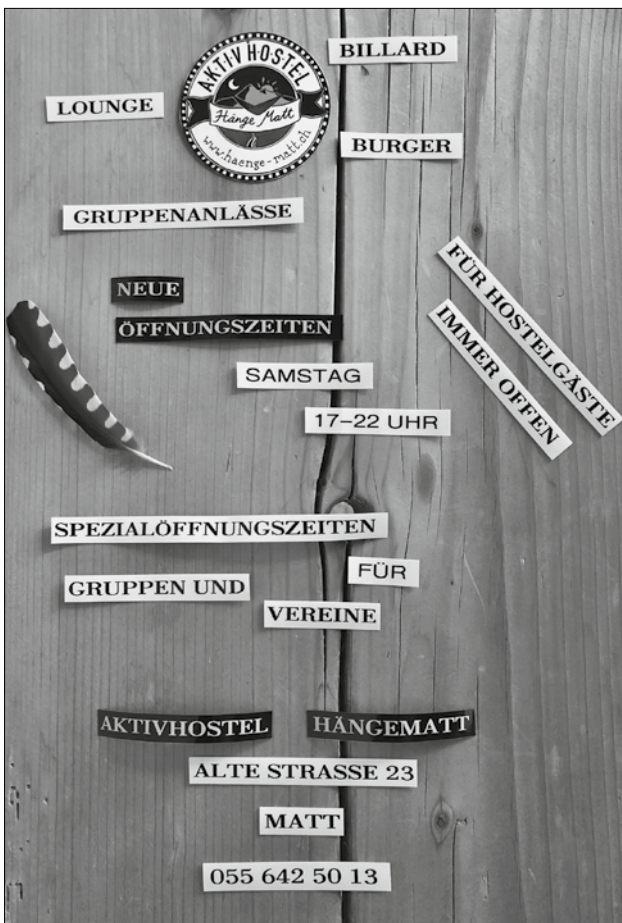 BILLARD
AKTIV HOSTEL
LOUNGE
Hänge Matt
www.haenge-matt.ch
BURGER
GRUPPENANLÄSSE
FÜR HOSTELGÄSTE
IMMER OFFEN
NEUE
ÖFFNUNGSZEITEN
SAMSTAG
17–22 UHR
SPEZIALÖFFNUNGSZEITEN
FÜR
GRUPPEN UND
VEREINE
AKTIVHOSTEL HÄNGEMATT
ALTE STRASSE 23
MATT
055 642 50 13